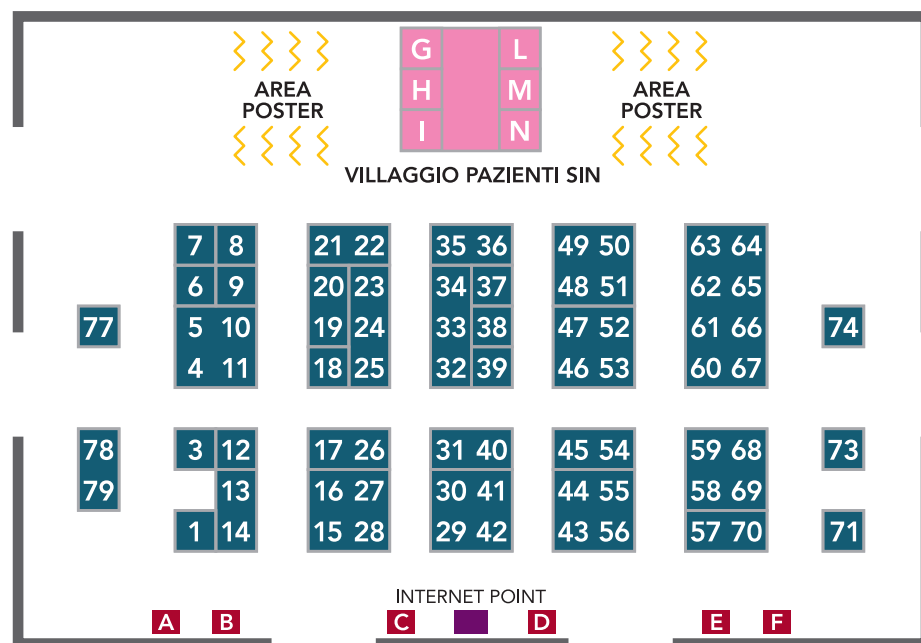 G L
AREA POSTER H M AREA POSTER
I N
VILLAGGIO PAZIENTI SIN
7 8 21 22 35 36 49 50 63 64
6 9 20 23 34 37 48 51 62 65
77 5 10 19 24 33 38 47 52 61 66 74
4 11 18 25 32 39 46 53 60 67
78 3 12 17 26 31 40 45 54 59 68 73
79 13 16 27 30 41 44 55 58 69
1 14 15 28 29 42 43 56 57 70 71
INTERNET POINT
A B C D E F